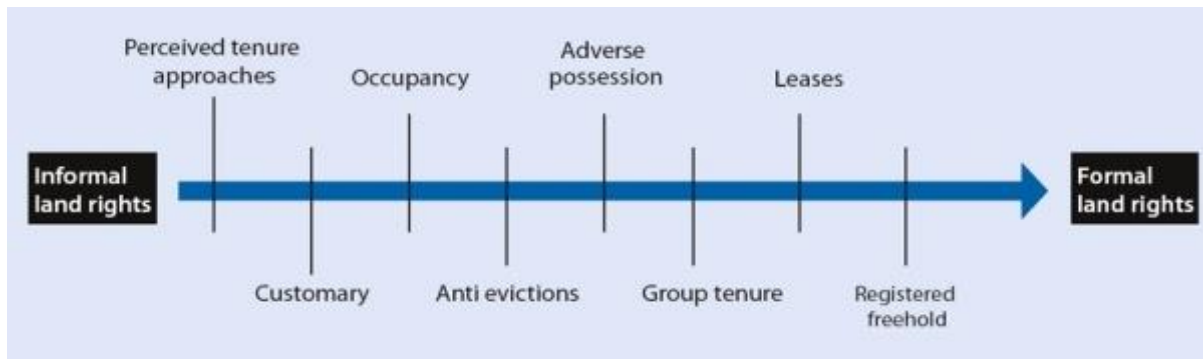 Perceived tenure
approaches
Occupancy
Adverse
possession
Leases
Informal
land rights
Formal
land rights
Customary
Anti evictions
Group tenure
Registered
freehold